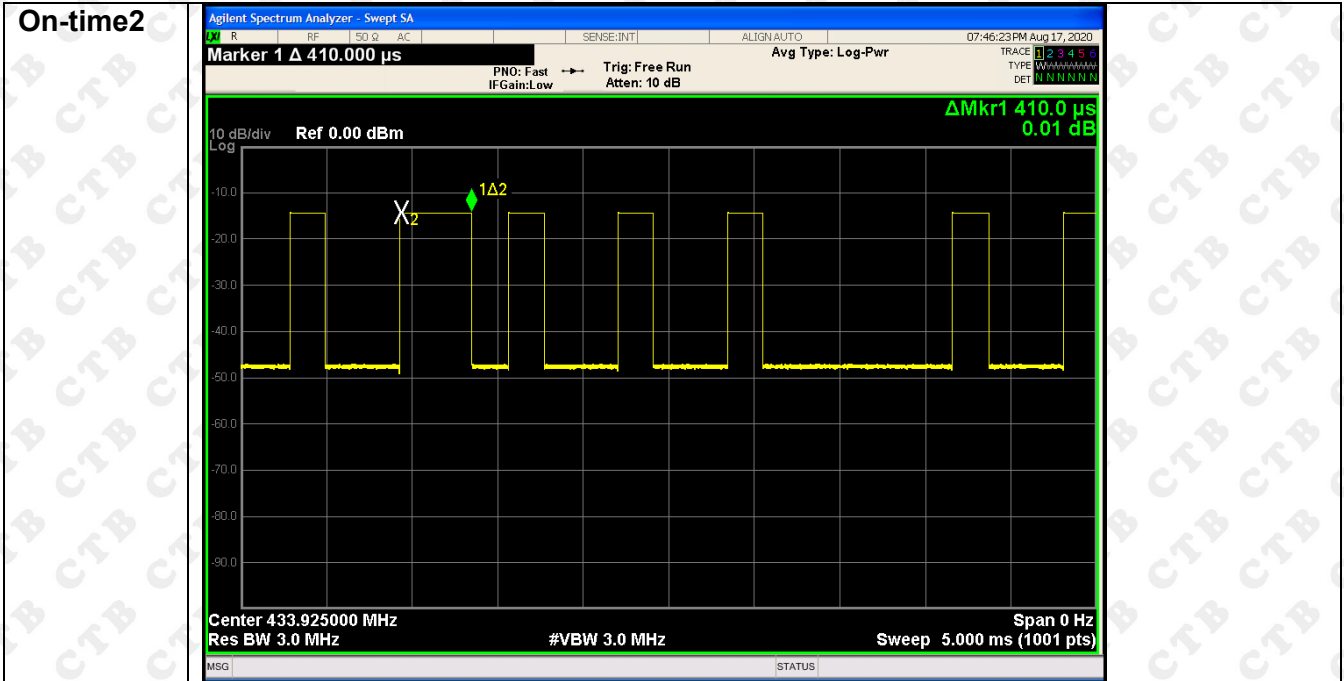 On-time2
Agilent Spectrum Analyzer - Swept SA
LXI R RF 50 Ω AC SENSE:INT ALIGN AUTO 07:46:23 PM Aug 17, 2020
Marker 1 Δ 410.000 µs
PNO: Fast
IFGain:Low
Trig: Free Run
Atten: 10 dB
Avg Type: Log-Pwr
TRACE 1 2 3 4 5 6
TYPE WWWWWW
DET N N N N N N
ΔMkr1 410.0 µs
0.01 dB
10 dB/div Ref 0.00 dBm
Log
-10.0
1Δ2
X2
-20.0
-30.0
-40.0
-50.0
-60.0
-70.0
-80.0
-90.0
Center 433.925000 MHz Span 0 Hz
Res BW 3.0 MHz #VBW 3.0 MHz Sweep 5.000 ms (1001 pts)
MSG STATUS
CTB